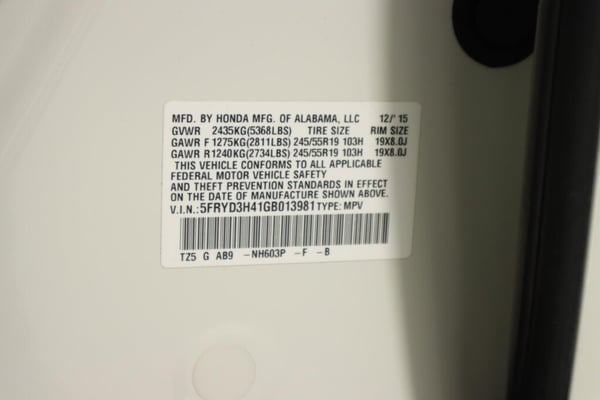 MFD. BY HONDA MFG. OF ALABAMA, LLC 12/'15
GVWR 2435KG(5368LBS) TIRE SIZE RIM SIZE
GAWR F 1275KG(2811LBS) 245/55R19 103H 19X8.0J
GAWR R 1240KG(2734LBS) 245/55R19 103H 19X8.0J
THIS VEHICLE CONFORMS TO ALL APPLICABLE
FEDERAL MOTOR VEHICLE SAFETY
AND THEFT PREVENTION STANDARDS IN EFFECT
ON THE DATE OF MANUFACTURE SHOWN ABOVE.
V.I.N.: 5FRYD3H41GB013981 TYPE: MPV
TZ5 G AB9 -NH603P -F -B